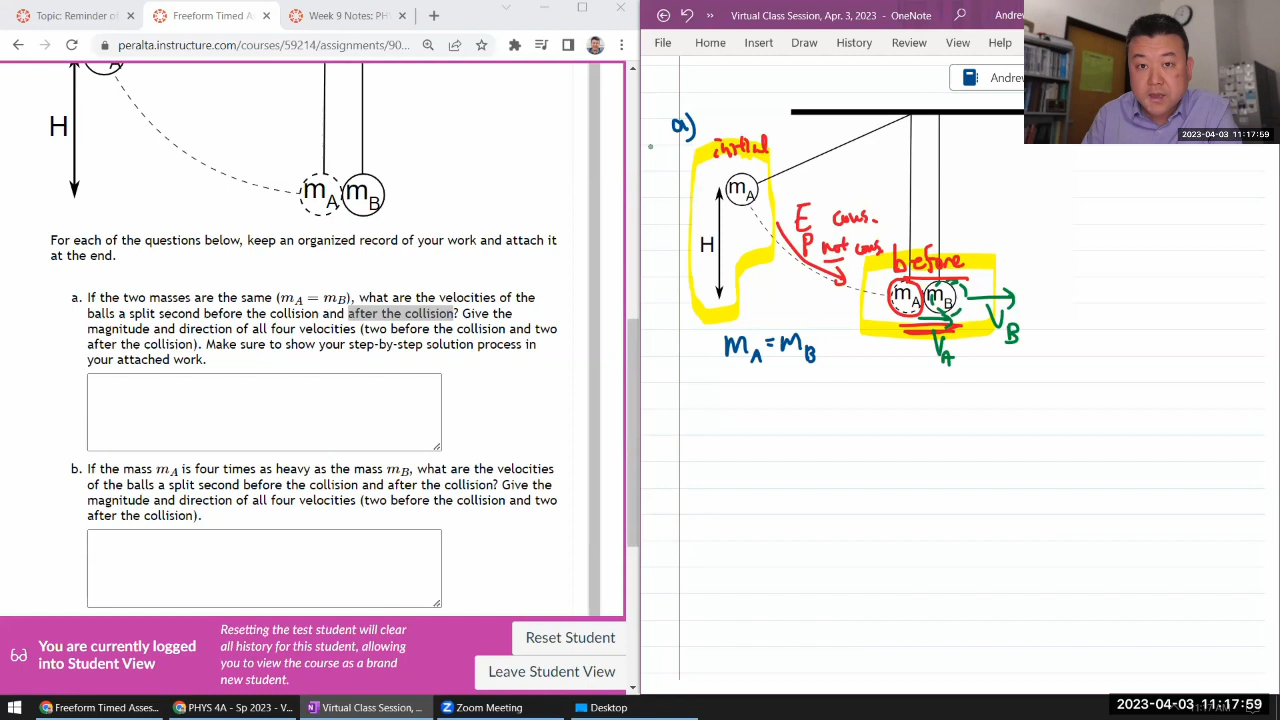 Topic: Reminder o
Freeform Timed A
Week 9 Notes: PH
peralta.instructure.com/courses/59214/assignments/90...
Virtual Class Session, Apr. 3, 2023 - OneNote
Andre
File Home Insert Draw History Review View Help
Andrew
2023-04-03 11:17:59
H
mA
mA mB
For each of the questions below, keep an organized record of your work and attach it
at the end.
a. If the two masses are the same (mA = mB), what are the velocities of the
balls a split second before the collision and after the collision? Give the
magnitude and direction of all four velocities (two before the collision and two
after the collision). Make sure to show your step-by-step solution process in
your attached work.
b. If the mass mA is four times as heavy as the mass mB, what are the velocities
of the balls a split second before the collision and after the collision? Give the
magnitude and direction of all four velocities (two before the collision and two
after the collision).
You are currently logged
into Student View
Resetting the test student will clear
all history for this student, allowing
you to view the course as a brand
new student.
Reset Student
Leave Student View
a)
initial
mA
H
E cons.
P not cons
before
mA mB
VB
VA
mA = mB
Freeform Timed Asses...
PHYS 4A - Sp 2023 - V...
Virtual Class Session, ...
Zoom Meeting
Desktop
2023-04-03 11:17:59